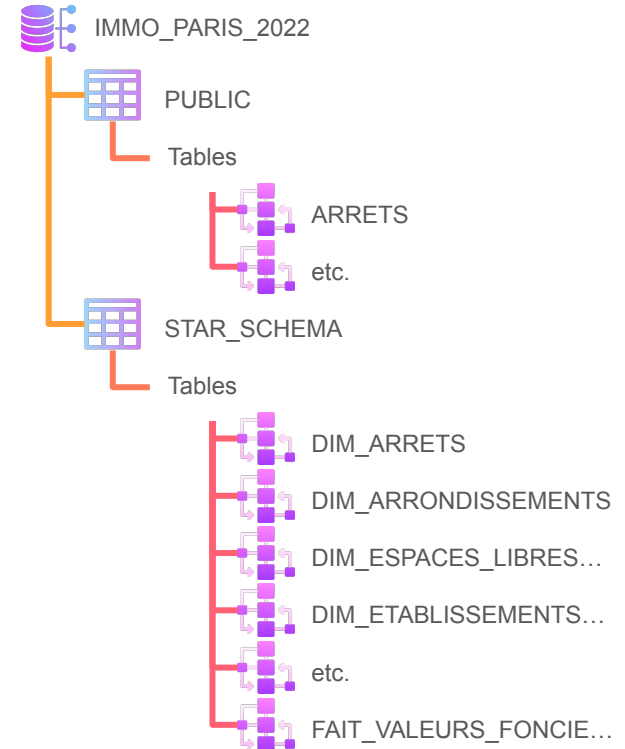 IMMO_PARIS_2022
PUBLIC
Tables
ARRETS
etc.
STAR_SCHEMA
Tables
DIM_ARRETS
DIM_ARRONDISSEMENTS
DIM_ESPACES_LIBRES…
DIM_ETABLISSEMENTS…
etc.
FAIT_VALEURS_FONCIE…